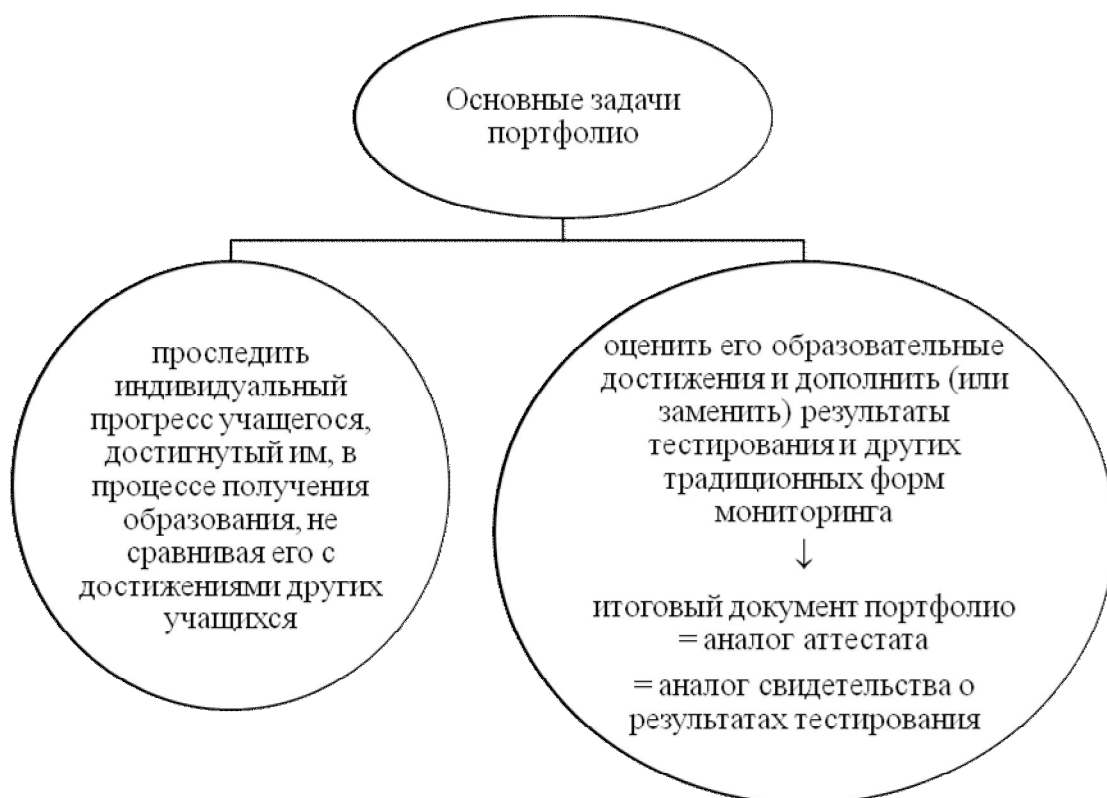 Основные задачи
портфолио
проследить
индивидуальный
прогресс учащегося,
достигнутый им, в
процессе получения
образования, не
сравнивая его с
достижениями других
учащихся
оценить его образовательные
достижения и дополнить (или
заменить) результаты
тестирования и других
традиционных форм
мониторинга
↓
итоговый документ портфолио
= аналог аттестата
= аналог свидетельства о
результатах тестирования